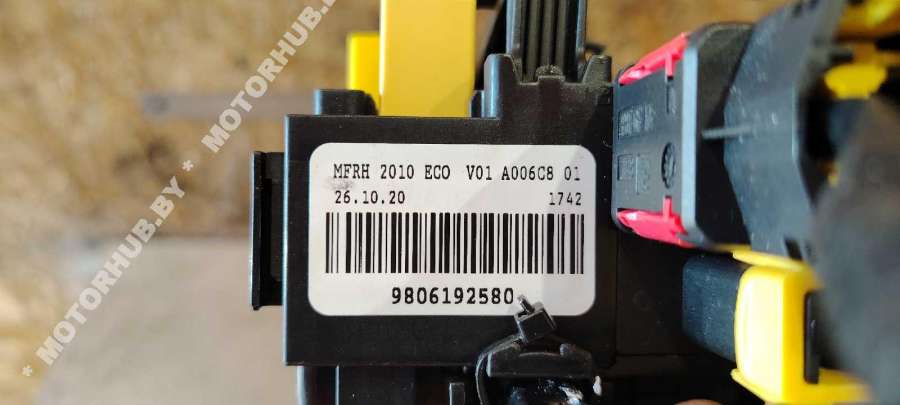 MFRH 2010 ECO V01 A006C8 01
26.10.20 1742
9806192580
* MOTORHUB.BY * MOTORHUB.BY *